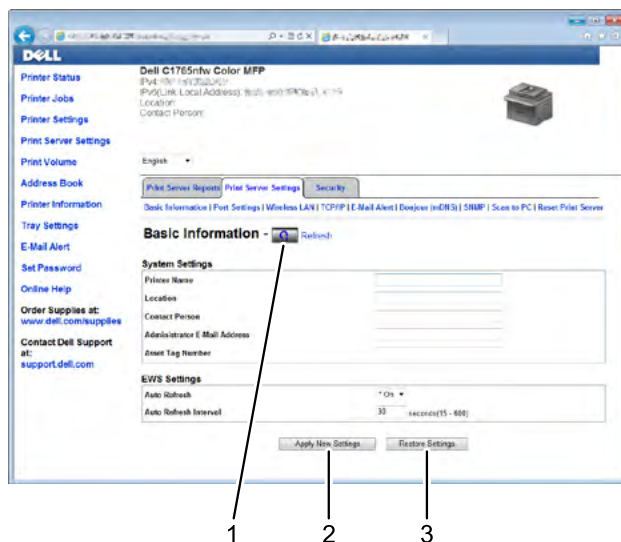 DELL
Printer Status
Printer Jobs
Printer Settings
Print Server Settings
Print Volume
Address Book
Printer Information
Tray Settings
E-Mail Alert
Set Password
Online Help
Order Supplies at:
www.dell.com/supplies
Contact Dell Support
at:
support.dell.com
Dell C1765nfw Color MFP
IPv4:
IPv6(Link Local Address):
Location:
Contact Person:
English
Print Server Reports Print Server Settings Security
Basic Information | Port Settings | Wireless LAN | TCP/IP | E-Mail Alert | Bonjour (mDNS) | SNMP | Scan to PC | Reset Print Server
Basic Information - Refresh
System Settings
Printer Name
Location
Contact Person
Administrator E-Mail Address
Asset Tag Number
EWS Settings
Auto Refresh * On
Auto Refresh Interval 30 seconds(15 - 600)
Apply New Settings Restore Settings
1 2 3